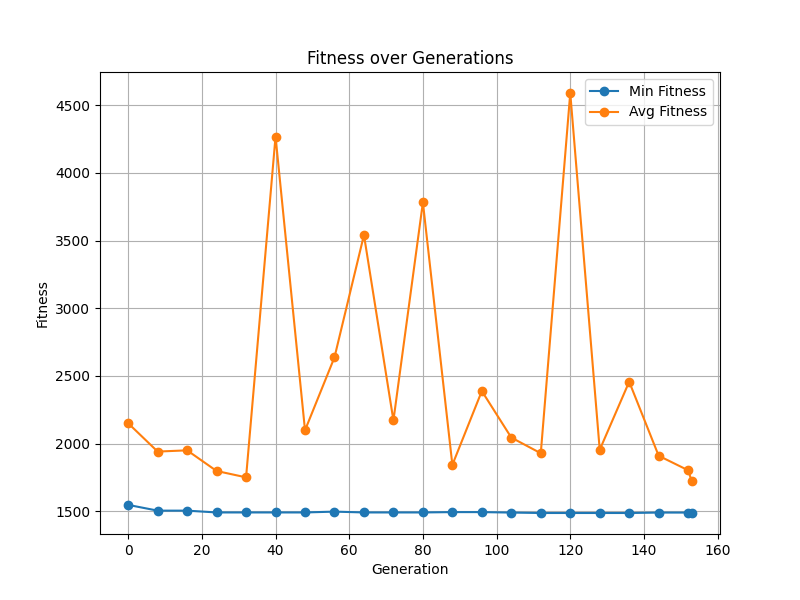 Fitness over Generations
Min Fitness
Avg Fitness
4500
4000
3500
3000
2500
2000
1500
Fitness
0 20 40 60 80 100 120 140 160
Generation